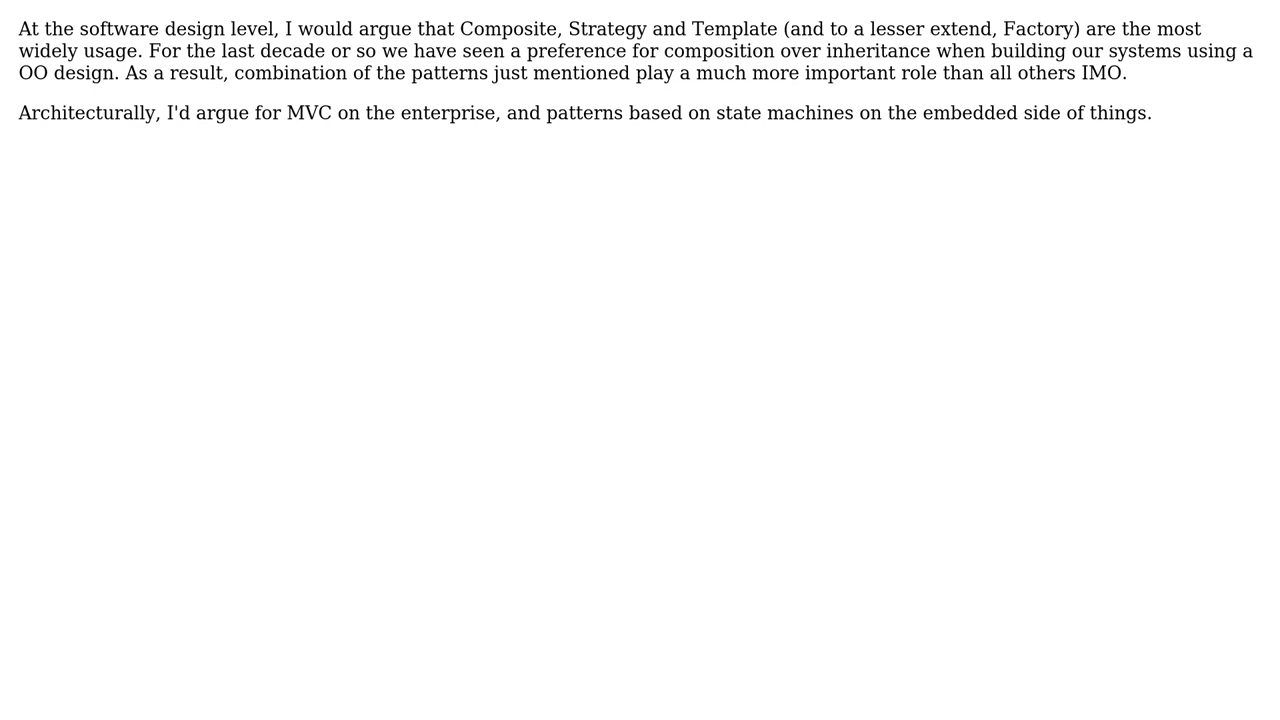 At the software design level, I would argue that Composite, Strategy and Template (and to a lesser extend, Factory) are the most
widely usage. For the last decade or so we have seen a preference for composition over inheritance when building our systems using a
OO design. As a result, combination of the patterns just mentioned play a much more important role than all others IMO.
Architecturally, I'd argue for MVC on the enterprise, and patterns based on state machines on the embedded side of things.